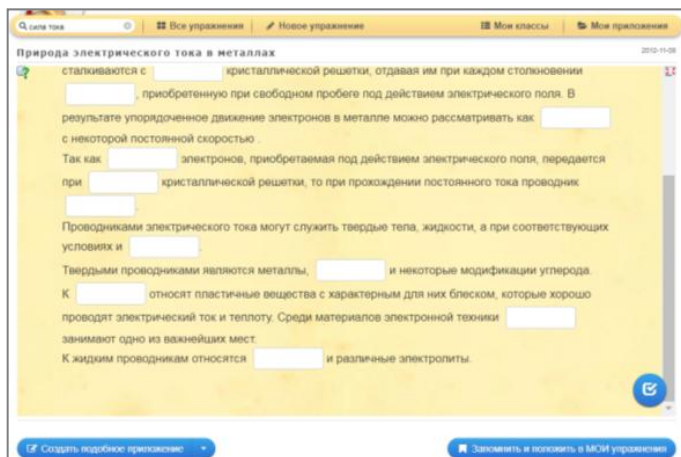 сила тока Все упражнения Новое упражнение Мои классы Мои приложения
Природа электрического тока в металлах 2012-11-09
сталкиваются с кристаллической решетки, отдавая им при каждом столкновении
, приобретенную при свободном пробеге под действием электрического поля. В
результате упорядоченное движение электронов в металле можно рассматривать как
с некоторой постоянной скоростью .
Так как электронов, приобретаемая под действием электрического поля, передается
при кристаллической решетки, то при прохождении постоянного тока проводник
.
Проводниками электрического тока могут служить твердые тела, жидкости, а при соответствующих
условиях и .
Твердыми проводниками являются металлы, и некоторые модификации углерода.
К относят пластичные вещества с характерным для них блеском, которые хорошо
проводят электрический ток и теплоту. Среди материалов электронной техники
занимают одно из важнейших мест.
К жидким проводникам относятся и различные электролиты.
Создать подобное приложение Запомнить и положить в МОИ упражнения